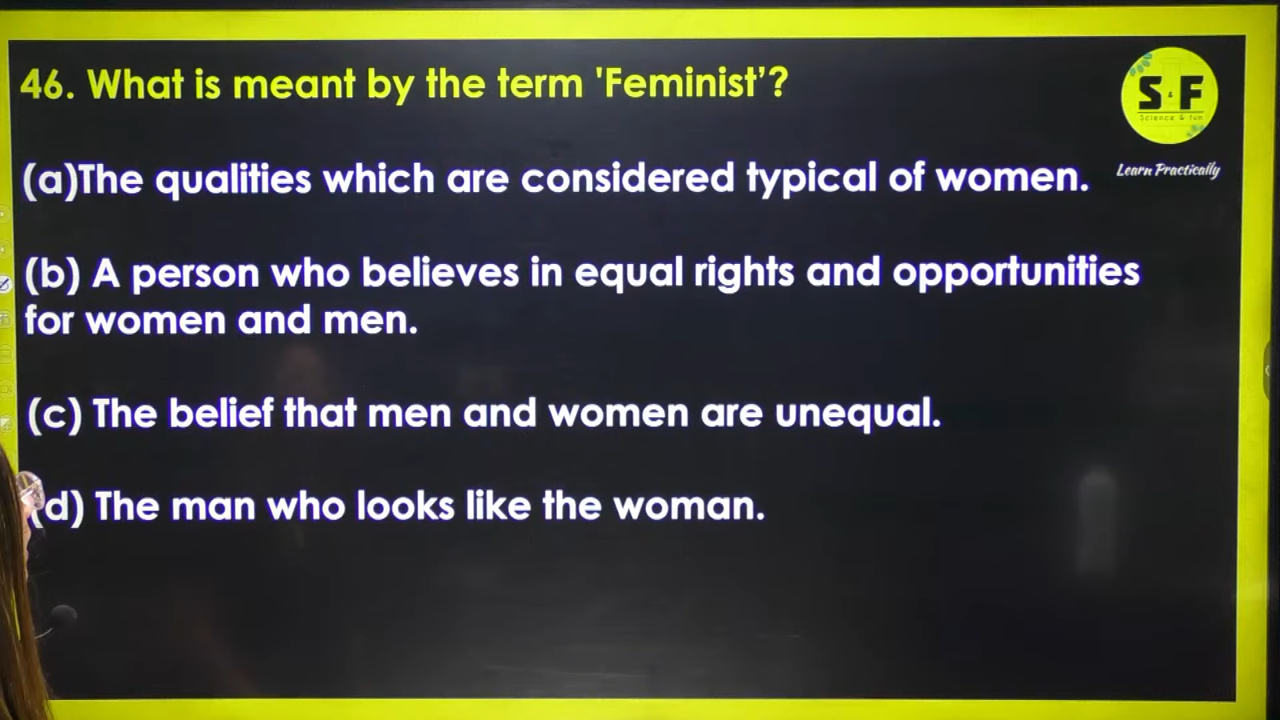 46. What is meant by the term 'Feminist’?
S & F
Science & fun
Learn Practically
(a)The qualities which are considered typical of women.
(b) A person who believes in equal rights and opportunities
for women and men.
(c) The belief that men and women are unequal.
(d) The man who looks like the woman.